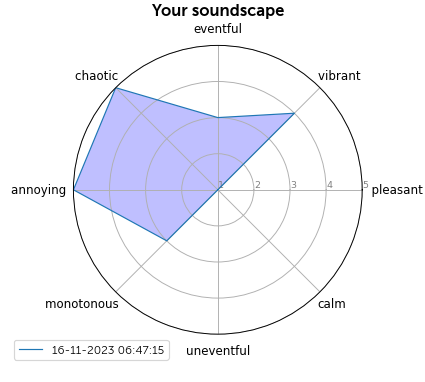 Your soundscape
eventful
chaotic
vibrant
annoying
1 2 3 4 5
pleasant
monotonous
calm
16-11-2023 06:47:15
uneventful